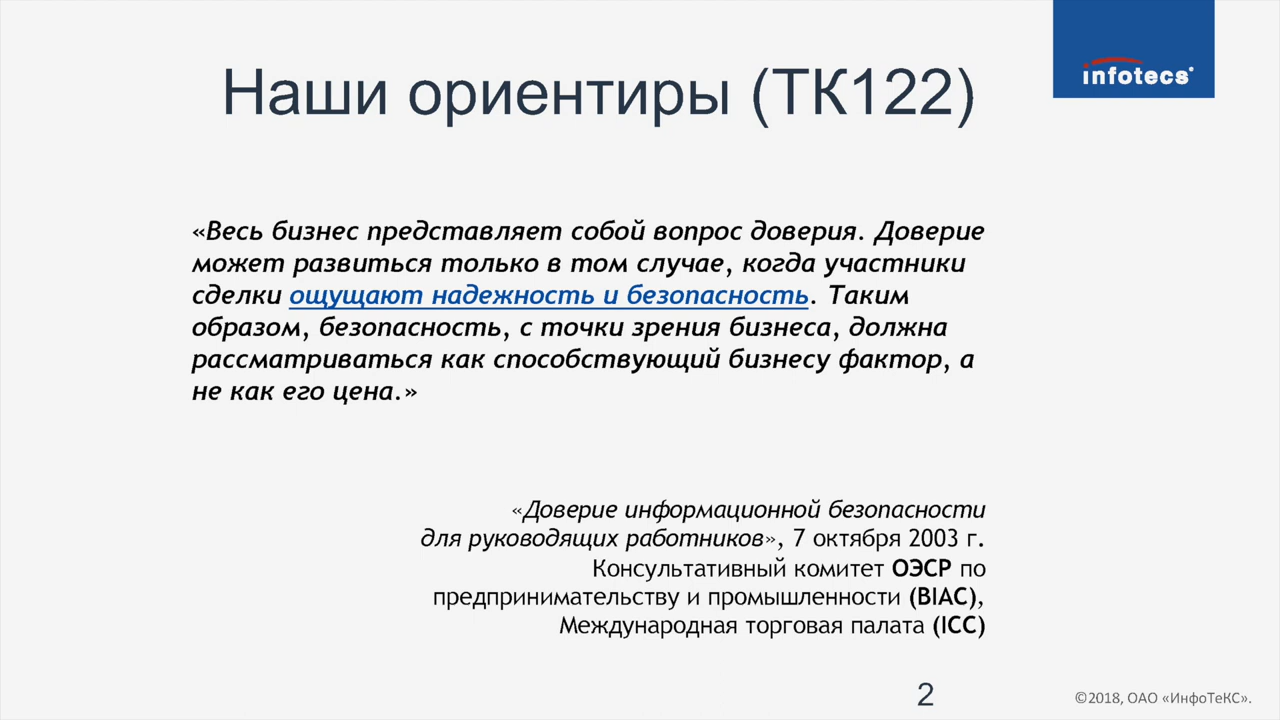 infotecs
Наши ориентиры (ТК122)
«Весь бизнес представляет собой вопрос доверия. Доверие
может развиться только в том случае, когда участники
сделки ощущают надежность и безопасность. Таким
образом, безопасность, с точки зрения бизнеса, должна
рассматриваться как способствующий бизнесу фактор, а
не как его цена.»
«Доверие информационной безопасности
для руководящих работников», 7 октября 2003 г.
Консультативный комитет ОЭСР по
предпринимательству и промышленности (BIAC),
Международная торговая палата (ICC)
2
©2018, ОАО «ИнфоТеКС».